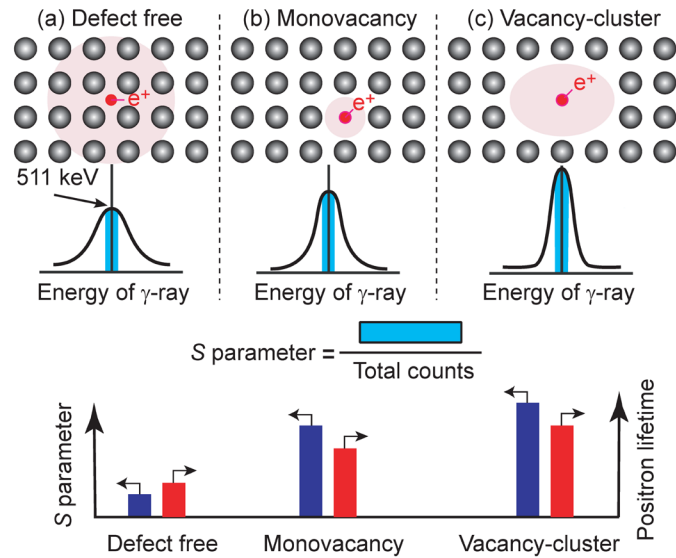 (a) Defect free
(b) Monovacancy
(c) Vacancy-cluster
e⁺
e⁺
e⁺
511 keV
Energy of γ-ray
Energy of γ-ray
Energy of γ-ray
S parameter =
Total counts
S parameter
Positron lifetime
Defect free
Monovacancy
Vacancy-cluster